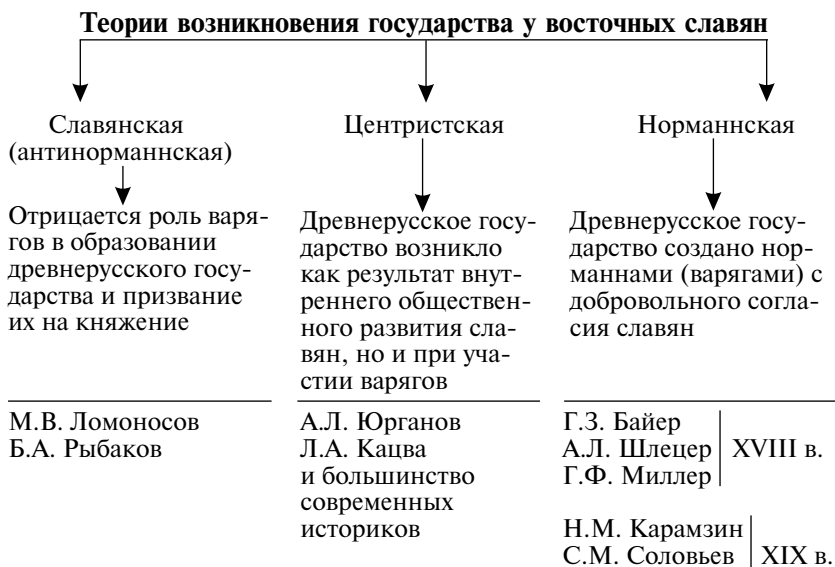 Теории возникновения государства у восточных славян
Славянская
(антинорманнская)
Отрицается роль варя-
гов в образовании
древнерусского госу-
дарства и призвание
их на княжение
М.В. Ломоносов
Б.А. Рыбаков
Центристская
Древнерусское госу-
дарство возникло
как результат внут-
реннего обществен-
ного развития сла-
вян, но и при уча-
стии варягов
А.Л. Юрганов
Л.А. Кацва
и большинство
современных
историков
Норманнская
Древнерусское госу-
дарство создано нор-
маннами (варягами) с
добровольного согла-
сия славян
Г.З. Байер
А.Л. Шлецер XVIII в.
Г.Ф. Миллер
Н.М. Карамзин
С.М. Соловьев XIX в.